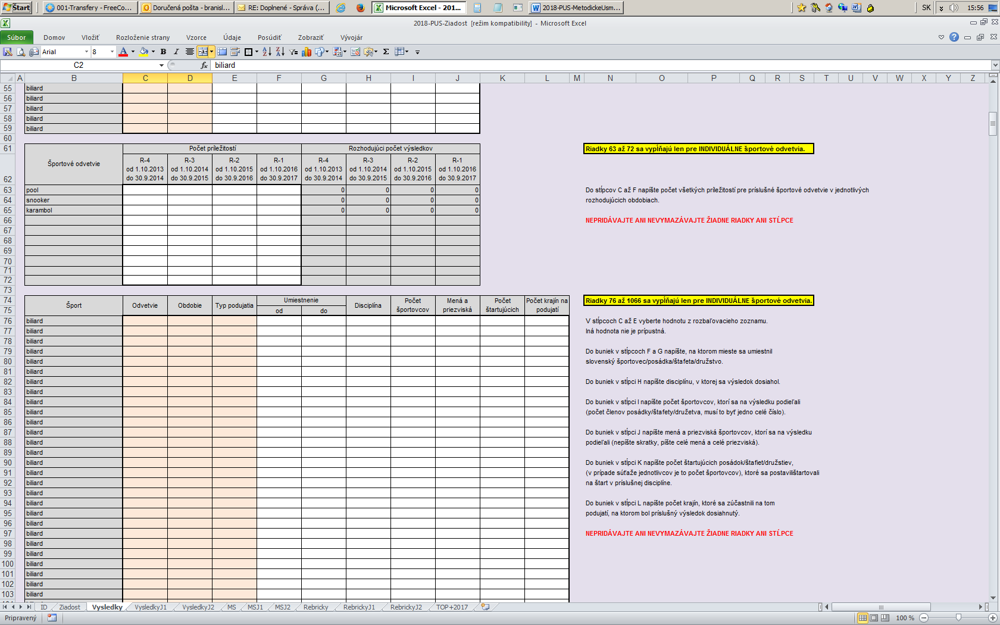 Start
001-Transfery - FreeCo...
Doručená pošta - branisl...
RE: Doplnené - Správa (...
Microsoft Excel - 201...
2018-PUS-MetodickeUsm...
SK
15:56
2018-PUS-Ziadost [režim kompatibility] - Microsoft Excel
Súbor Domov Vložiť Rozloženie strany Vzorce Údaje Posúdiť Zobraziť Vývojár
Arial 8
C2 fx biliard
A B C D E F G H I J K L M N O P Q R S T U V W X Y Z
55 biliard
56 biliard
57 biliard
58 biliard
59 biliard
60
61 Počet príležitostí Rozhodujúci počet výsledkov Riadky 63 až 72 sa vypĺňajú len pre INDIVIDUÁLNE športové odvetvia.
Športové odvetvie
R-4 R-3 R-2 R-1 R-4 R-3 R-2 R-1
od 1.10.2013 od 1.10.2014 od 1.10.2015 od 1.10.2016 od 1.10.2013 od 1.10.2014 od 1.10.2015 od 1.10.2016
62 do 30.9.2014 do 30.9.2015 do 30.9.2016 do 30.9.2017 do 30.9.2014 do 30.9.2015 do 30.9.2016 do 30.9.2017
63 pool 0 0 0 0 Do stĺpcov C až F napíšte počet všetkých príležitostí pre príslušné športové odvetvie v jednotlivých
64 snooker 0 0 0 0 rozhodujúcich obdobiach.
65 karambol 0 0 0 0
66 NEPRIDÁVAJTE ANI NEVYMAZÁVAJTE ŽIADNE RIADKY ANI STĹPCE
67
68
69
70
71
72
73
74 Šport Odvetvie Obdobie Typ podujatia Umiestnenie Disciplína Počet Mená a Počet Počet krajín na Riadky 76 až 1066 sa vypĺňajú len pre INDIVIDUÁLNE športové odvetvia.
75 od do športovcov priezviská štartujúcich podujatí
76 biliard V stĺpcoch C až E vyberte hodnotu z rozbaľovacieho zoznamu.
77 biliard Iná hodnota nie je prípustná.
78 biliard
79 biliard Do buniek v stĺpcoch F a G napíšte, na ktorom mieste sa umiestnil
80 biliard slovenský športovec/posádka/štafeta/družstvo.
81 biliard
82 biliard Do buniek v stĺpci H napíšte disciplínu, v ktorej sa výsledok dosiahol.
83 biliard
84 biliard Do buniek v stĺpci I napíšte počet športovcov, ktorí sa na výsledku podieľali
85 biliard (počet členov posádky/štafety/družetva, musí to byť jedno celé číslo).
86 biliard
87 biliard Do buniek v stĺpci J napíšte mená a priezviská športovcov, ktorí sa na výsledku
88 biliard podieľali (nepíšte skratky, píšte celé mená a celé priezviská).
89 biliard
90 biliard Do buniek v stĺpci K napíšte počet štartujúcich posádok/štafiet/družstiev,
91 biliard (v prípade súťaže jednotlivcov je to počet športovcov), ktoré sa postavilištartovali
92 biliard na štart v príslušnej disciplíne.
93 biliard
94 biliard Do buniek v stĺpci L napíšte počet krajín, ktoré sa zúčastnili na tom
95 biliard podujatí, na ktorom bol príslušný výsledok dosiahnutý.
96 biliard
97 biliard NEPRIDÁVAJTE ANI NEVYMAZÁVAJTE ŽIADNE RIADKY ANI STĹPCE
98 biliard
99 biliard
100 biliard
101 biliard
102 biliard
103 biliard
ID Ziadost Vysledky VysledkyJ1 VysledkyJ2 MS MSJ1 MSJ2 Rebricky RebrickyJ1 RebrickyJ2 TOP+2017
Pripravený 100 %